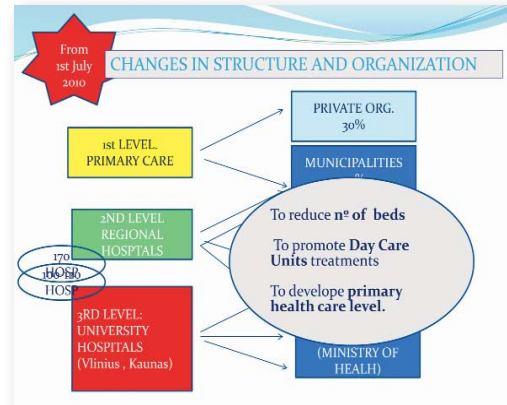 From
1st July
2010
CHANGES IN STRUCTURE AND ORGANIZATION
PRIVATE ORG.
30%
1st LEVEL.
PRIMARY CARE
MUNICIPALITIES
%
2ND LEVEL
REGIONAL
HOSPTALS
To reduce nº of beds
To promote Day Care
Units treatments
To develop primary
health care level.
170
HOSP.
HOSP
3RD LEVEL:
UNIVERSITY
HOSPITALS
(Vlinius , Kaunas)
(MINISTRY OF
HEALH)